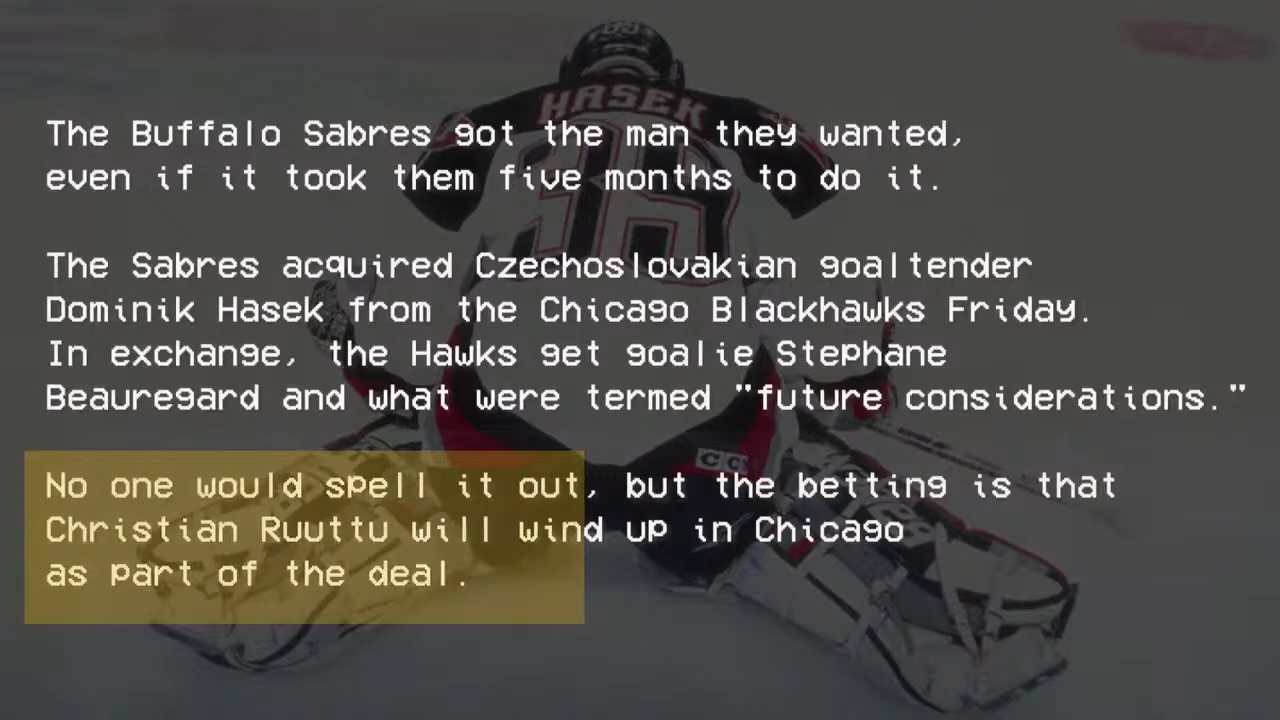 HASEK
The Buffalo Sabres got the man they wanted,
even if it took them five months to do it.
The Sabres acquired Czechoslovakian goaltender
Dominik Hasek from the Chicago Blackhawks Friday.
In exchange, the Hawks get goalie Stephane
Beauregard and what were termed "future considerations."
No one would spell it out, but the betting is that
Christian Ruuttu will wind up in Chicago
as part of the deal.